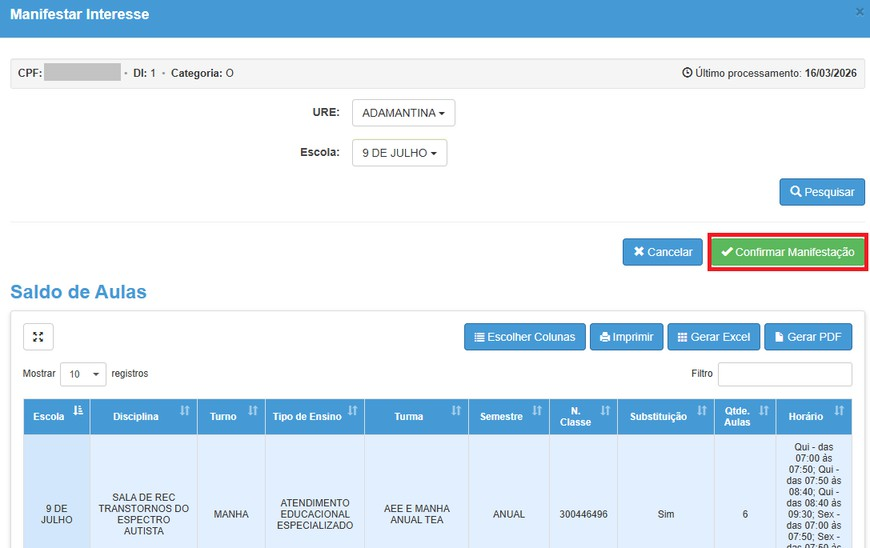 Manifestar Interesse
×
CPF: • DI: 1 • Categoria: O
Último processamento: 16/03/2026
URE: ADAMANTINA
Escola: 9 DE JULHO
Pesquisar
Cancelar
Confirmar Manifestação
Saldo de Aulas
Escolher Colunas
Imprimir
Gerar Excel
Gerar PDF
Mostrar 10 registros
Filtro
Escola
Disciplina
Turno
Tipo de Ensino
Turma
Semestre
N.
Classe
Substituição
Qtde.
Aulas
Horário
9 DE
JULHO
SALA DE REC
TRANSTORNOS DO
ESPECTRO
AUTISTA
MANHA
ATENDIMENTO
EDUCACIONAL
ESPECIALIZADO
AEE E MANHA
ANUAL TEA
ANUAL
300446496
Sim
6
Qui - das
07:00 às
07:50; Qui -
das 07:50 às
08:40; Qui -
das 08:40 às
09:30; Sex -
das 07:00 às
07:50; Sex -
das 07:50 às